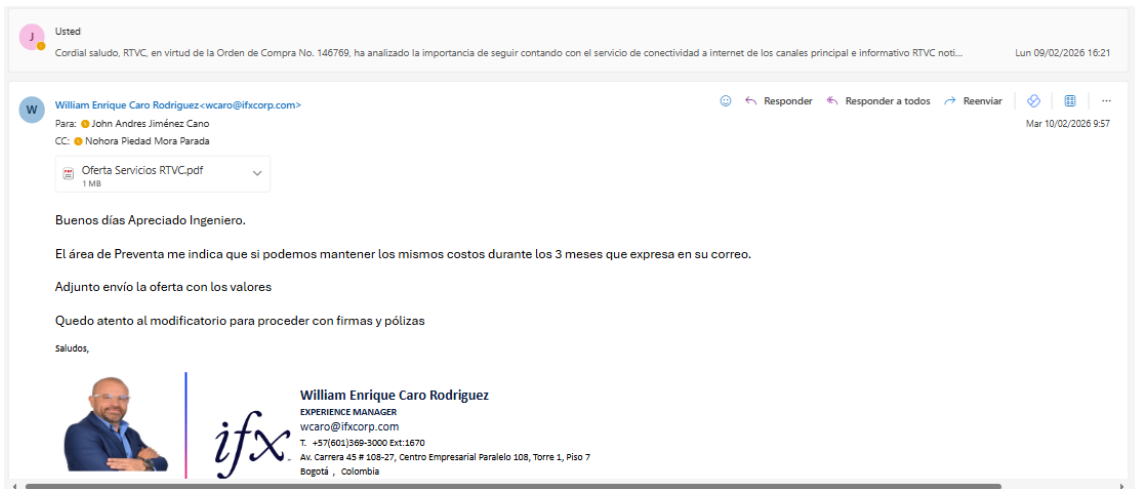 J
Usted
Cordial saludo, RTVC, en virtud de la Orden de Compra No. 146769, ha analizado la importancia de seguir contando con el servicio de conectividad a internet de los canales principal e informativo RTVC noti...
Lun 09/02/2026 16:21
W
William Enrique Caro Rodriguez<wcaro@ifxcorp.com>
Responder
Responder a todos
Reenviar
Para: John Andres Jiménez Cano
Mar 10/02/2026 9:57
CC: Nohora Piedad Mora Parada
Oferta Servicios RTVC.pdf
1 MB
Buenos días Apreciado Ingeniero.
El área de Preventa me indica que si podemos mantener los mismos costos durante los 3 meses que expresa en su correo.
Adjunto envío la oferta con los valores
Quedo atento al modificatorio para proceder con firmas y pólizas
Saludos,
ifx
William Enrique Caro Rodriguez
EXPERIENCE MANAGER
wcaro@ifxcorp.com
T. +57(601)369-3000 Ext:1670
Av. Carrera 45 # 108-27, Centro Empresarial Paralelo 108, Torre 1, Piso 7
Bogotá , Colombia